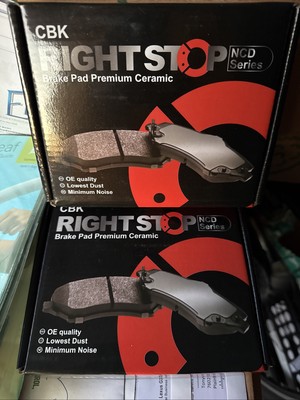 CBK
RIGHT STOP
NCD
Series
Brake Pad Premium Ceramic
OE quality
Lowest Dust
Minimum Noise
CBK
RIGHT STOP
NCD
Series
Brake Pad Premium Ceramic
OE quality
Lowest Dust
Minimum Noise